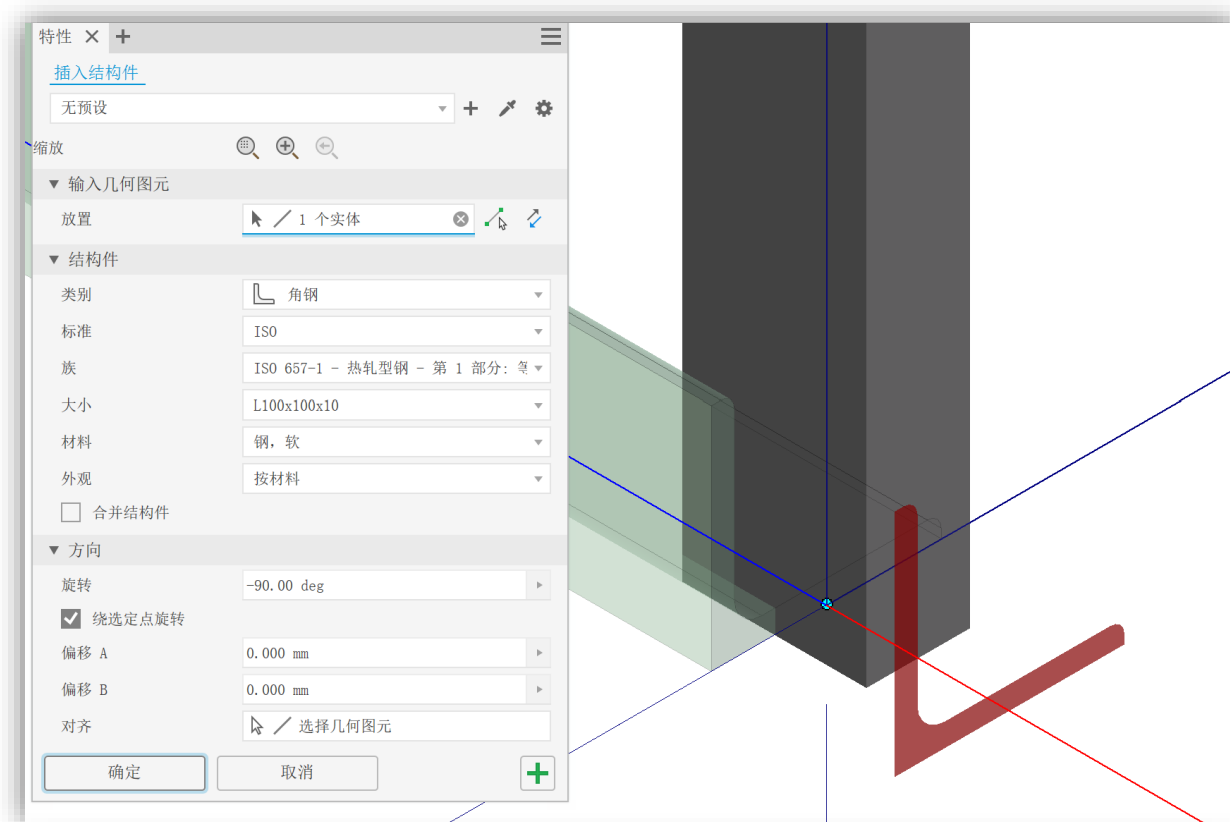 特性
插入结构件
无预设
缩放
输入几何图元
放置 1 个实体
结构件
类别 角钢
标准 ISO
族 ISO 657-1 - 热轧型钢 - 第 1 部分: 等
大小 L100x100x10
材料 钢, 软
外观 按材料
合并结构件
方向
旋转 -90.00 deg
绕选定点旋转
偏移 A 0.000 mm
偏移 B 0.000 mm
对齐 选择几何图元
确定 取消